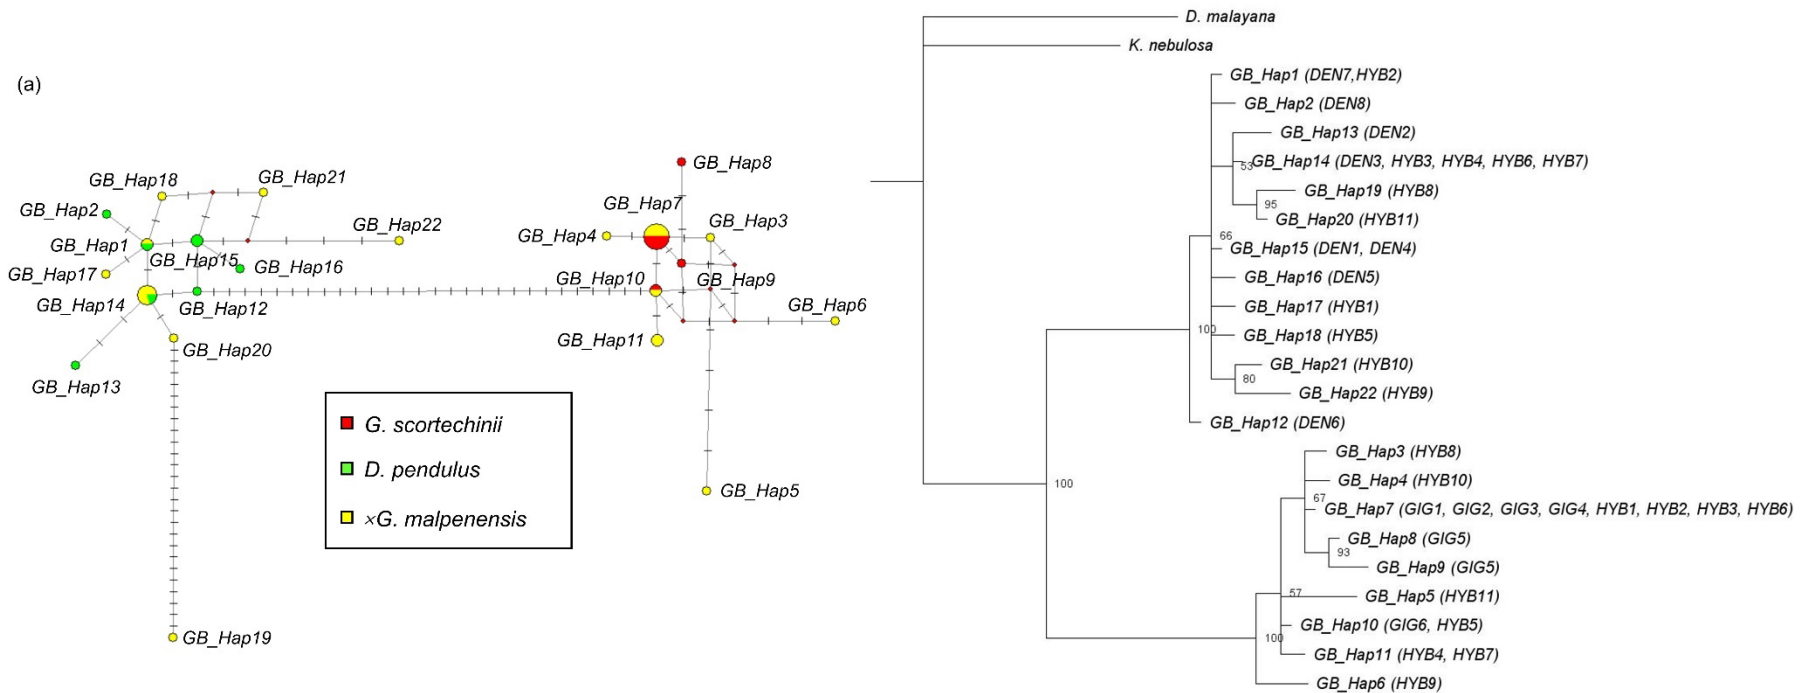 (a)
GB_Hap18
GB_Hap21
GB_Hap2
GB_Hap1
GB_Hap15
GB_Hap22
GB_Hap16
GB_Hap17
GB_Hap14
GB_Hap12
GB_Hap20
GB_Hap13
GB_Hap19
GB_Hap8
GB_Hap7
GB_Hap3
GB_Hap4
GB_Hap10
GB_Hap9
GB_Hap6
GB_Hap11
GB_Hap5
G. scortechinii
D. pendulus
×G. malpenensis
D. malayana
K. nebulosa
GB_Hap1 (DEN7,HYB2)
GB_Hap2 (DEN8)
GB_Hap13 (DEN2)
53
GB_Hap14 (DEN3, HYB3, HYB4, HYB6, HYB7)
GB_Hap19 (HYB8)
95
GB_Hap20 (HYB11)
66
GB_Hap15 (DEN1, DEN4)
GB_Hap16 (DEN5)
GB_Hap17 (HYB1)
100
GB_Hap18 (HYB5)
GB_Hap21 (HYB10)
80
GB_Hap22 (HYB9)
GB_Hap12 (DEN6)
GB_Hap3 (HYB8)
100
GB_Hap4 (HYB10)
67
GB_Hap7 (GIG1, GIG2, GIG3, GIG4, HYB1, HYB2, HYB3, HYB6)
GB_Hap8 (GIG5)
93
GB_Hap9 (GIG5)
57
GB_Hap5 (HYB11)
GB_Hap10 (GIG6, HYB5)
100
GB_Hap11 (HYB4, HYB7)
GB_Hap6 (HYB9)